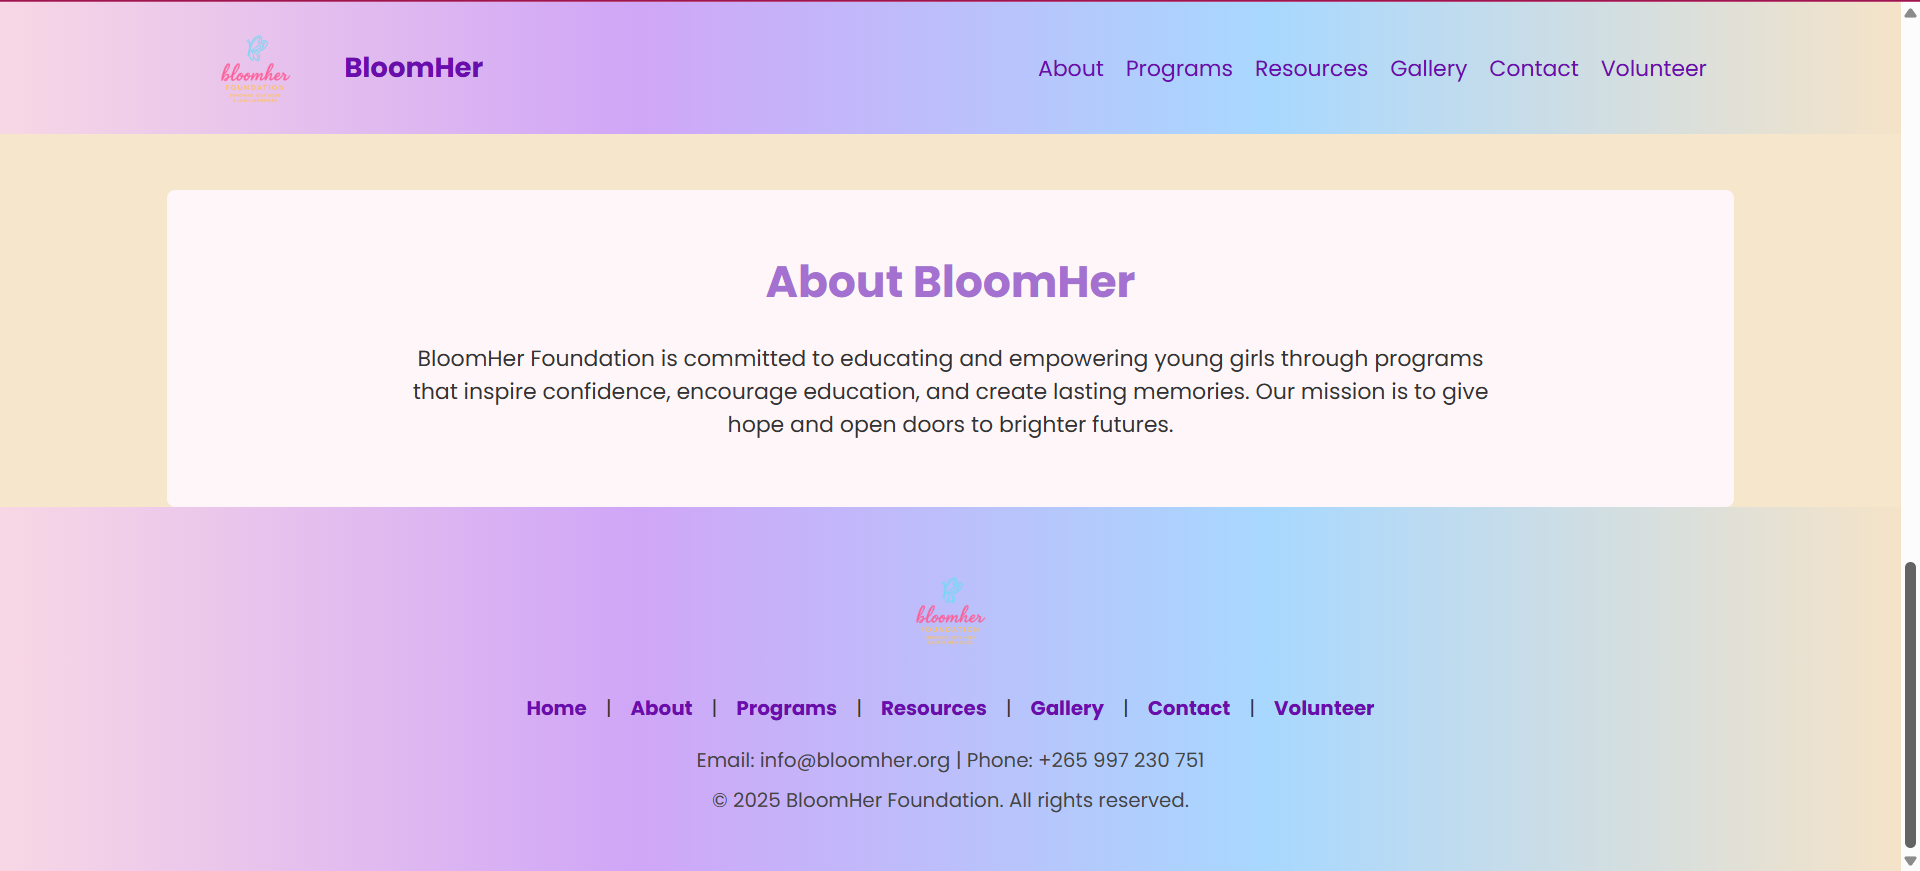 bloomher
FOUNDATION
BloomHer
About Programs Resources Gallery Contact Volunteer
About BloomHer
BloomHer Foundation is committed to educating and empowering young girls through programs
that inspire confidence, encourage education, and create lasting memories. Our mission is to give
hope and open doors to brighter futures.
bloomher
Home | About | Programs | Resources | Gallery | Contact | Volunteer
Email: info@bloomher.org | Phone: +265 997 230 751
© 2025 BloomHer Foundation. All rights reserved.